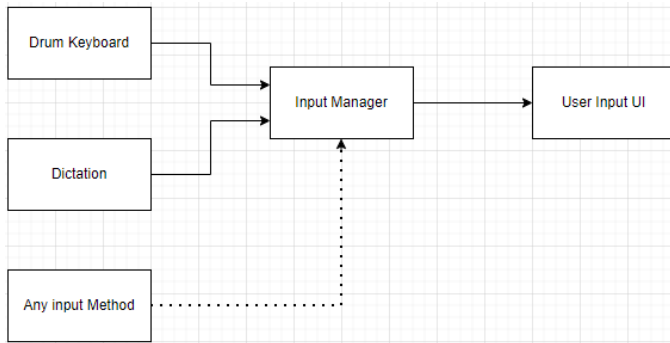 Drum Keyboard
Input Manager
User Input UI
Dictation
Any input Method